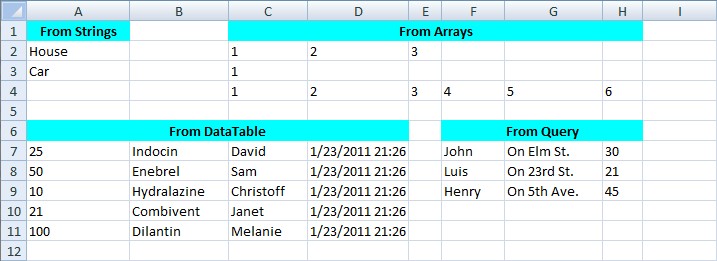 A B C D E F G H I
1 From Strings From Arrays
2 House 1 2 3
3 Car 1
4 1 2 3 4 5 6
5
6 From DataTable From Query
7 25 Indocin David 1/23/2011 21:26 John On Elm St. 30
8 50 Enebrel Sam 1/23/2011 21:26 Luis On 23rd St. 21
9 10 Hydralazine Christoff 1/23/2011 21:26 Henry On 5th Ave. 45
10 21 Combivent Janet 1/23/2011 21:26
11 100 Dilantin Melanie 1/23/2011 21:26
12